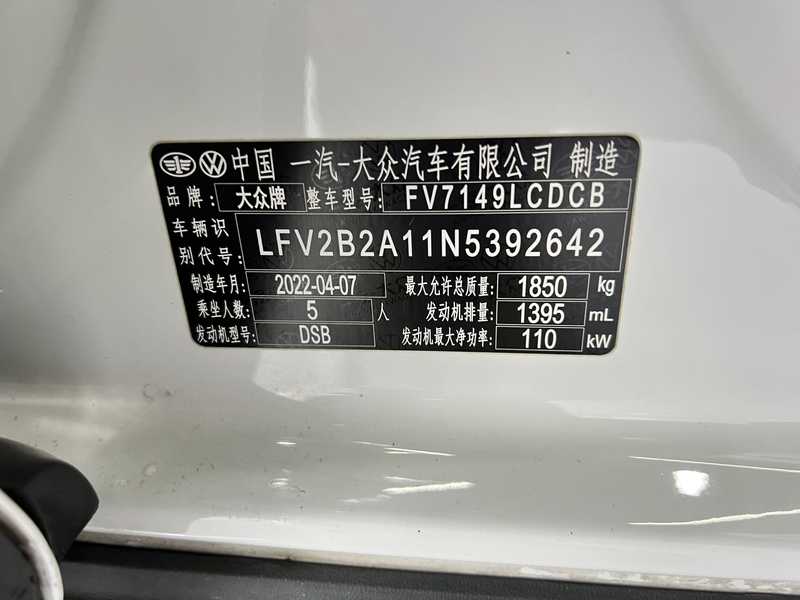 中国 一汽-大众汽车有限公司 制造
品牌: 大众牌 整车型号: FV7149LCDCB
车辆识别代号: LFV2B2A11N5392642
制造年月: 2022-04-07 最大允许总质量: 1850 kg
乘坐人数: 5 人 发动机排量: 1395 mL
发动机型号: DSB 发动机最大净功率: 110 kW